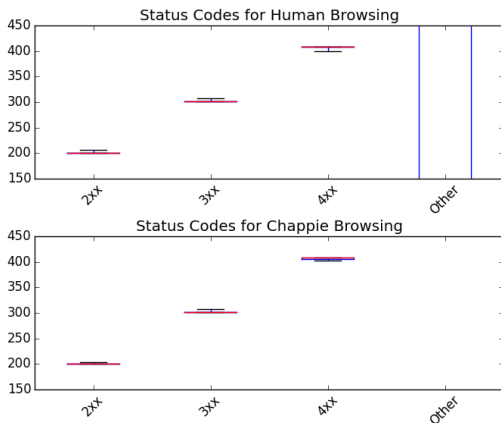 Status Codes for Human Browsing
450
400
350
300
250
200
150
2xx
3xx
4xx
Other
Status Codes for Chappie Browsing
450
400
350
300
250
200
150
2xx
3xx
4xx
Other